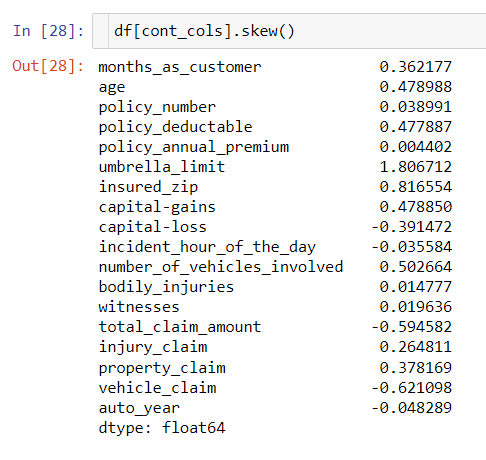 In [28]: df[cont_cols].skew()
Out[28]: months_as_customer 0.362177
age 0.478988
policy_number 0.038991
policy_deductable 0.477887
policy_annual_premium 0.004402
umbrella_limit 1.806712
insured_zip 0.816554
capital-gains 0.478850
capital-loss -0.391472
incident_hour_of_the_day -0.035584
number_of_vehicles_involved 0.502664
bodily_injuries 0.014777
witnesses 0.019636
total_claim_amount -0.594582
injury_claim 0.264811
property_claim 0.378169
vehicle_claim -0.621098
auto_year -0.048289
dtype: float64